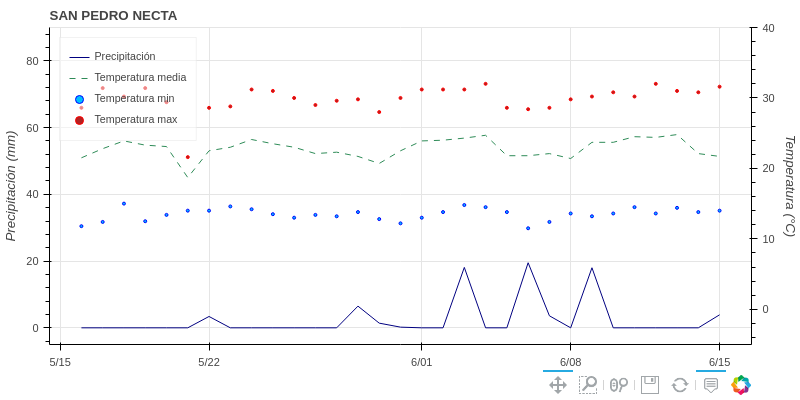 SAN PEDRO NECTA
Precipitación
Temperatura media
Temperatura min
Temperatura max
Precipitación (mm)
80
60
40
20
0
Temperatura (°C)
40
30
20
10
0
5/15
5/22
6/01
6/08
6/15